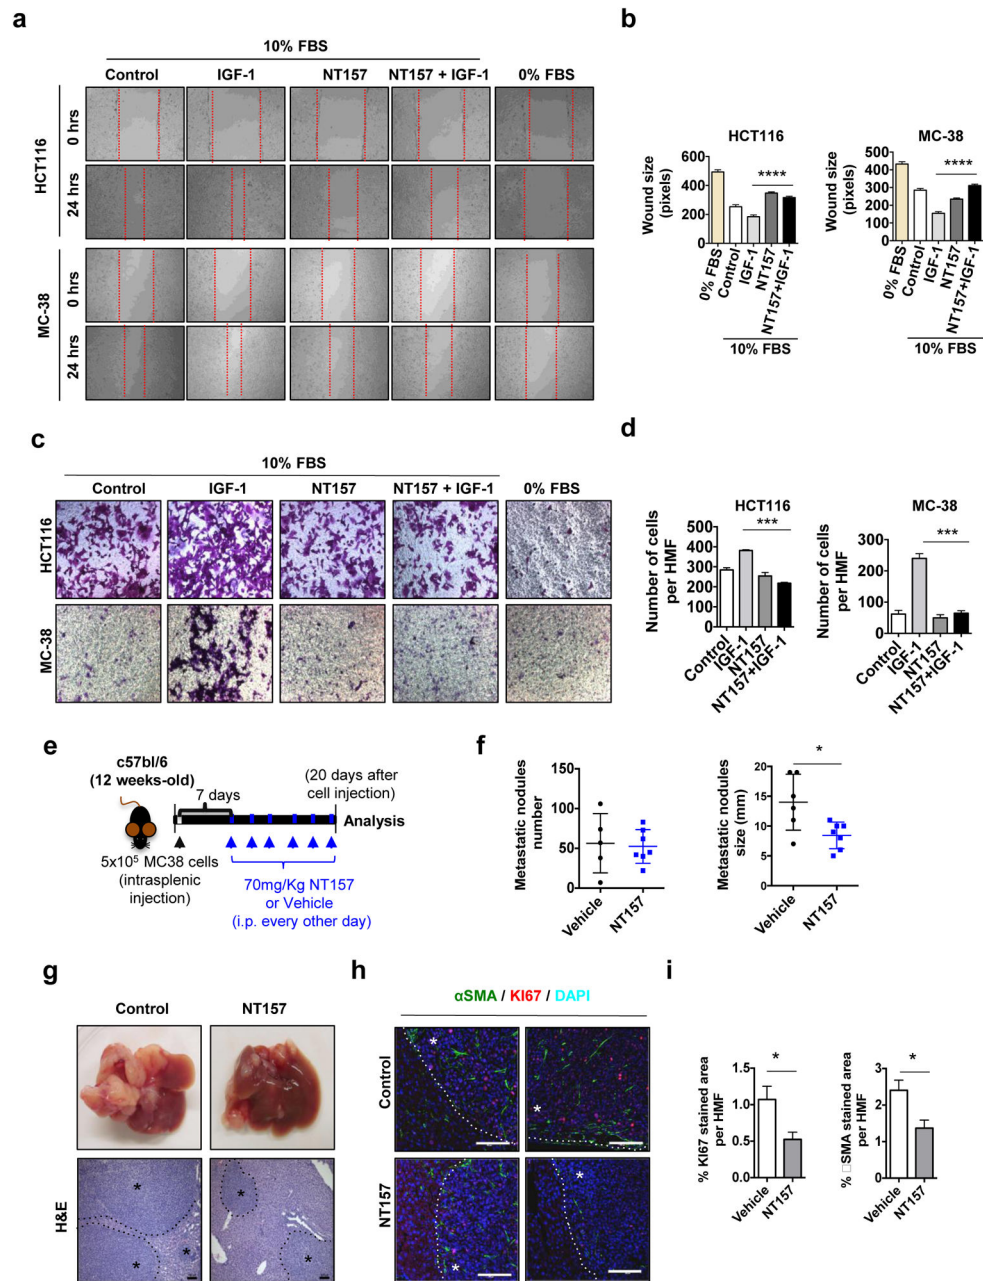 a
10% FBS
Control IGF-1 NT157 NT157 + IGF-1 0% FBS
HCT116
0 hrs
24 hrs
MC-38
0 hrs
24 hrs
b
HCT116
Wound size
(pixels)
600
400
200
0
****
0% FBS
Control
IGF-1
NT157
NT157+IGF-1
10% FBS
MC-38
Wound size
(pixels)
500
400
300
200
100
0
****
0% FBS
Control
IGF-1
NT157
NT157+IGF-1
10% FBS
c
10% FBS
Control IGF-1 NT157 NT157 + IGF-1 0% FBS
HCT116
MC-38
d
HCT116
Number of cells
per HMF
500
400
300
200
100
0
***
Control
IGF-1
NT157
NT157+IGF-1
MC-38
Number of cells
per HMF
300
200
100
0
***
Control
IGF-1
NT157
NT157+IGF-1
e
c57bl/6
(12 weeks-old)
7 days
(20 days after
cell injection)
Analysis
5x10⁵ MC38 cells
(intrasplenic
injection)
70mg/Kg NT157
or Vehicle
(i.p. every other day)
f
Metastatic nodules
number
150
100
50
0
Vehicle
NT157
Metastatic nodules
size (mm)
20
15
10
5
0
*
Vehicle
NT157
g
Control NT157
H&E
* * * * *
h
αSMA / KI67 / DAPI
Control
NT157
* * * *
i
% KI67 stained area
per HMF
1.5
1.0
0.5
0.0
*
Vehicle
NT157
% □SMA stained area
per HMF
3
2
1
0
*
Vehicle
NT157